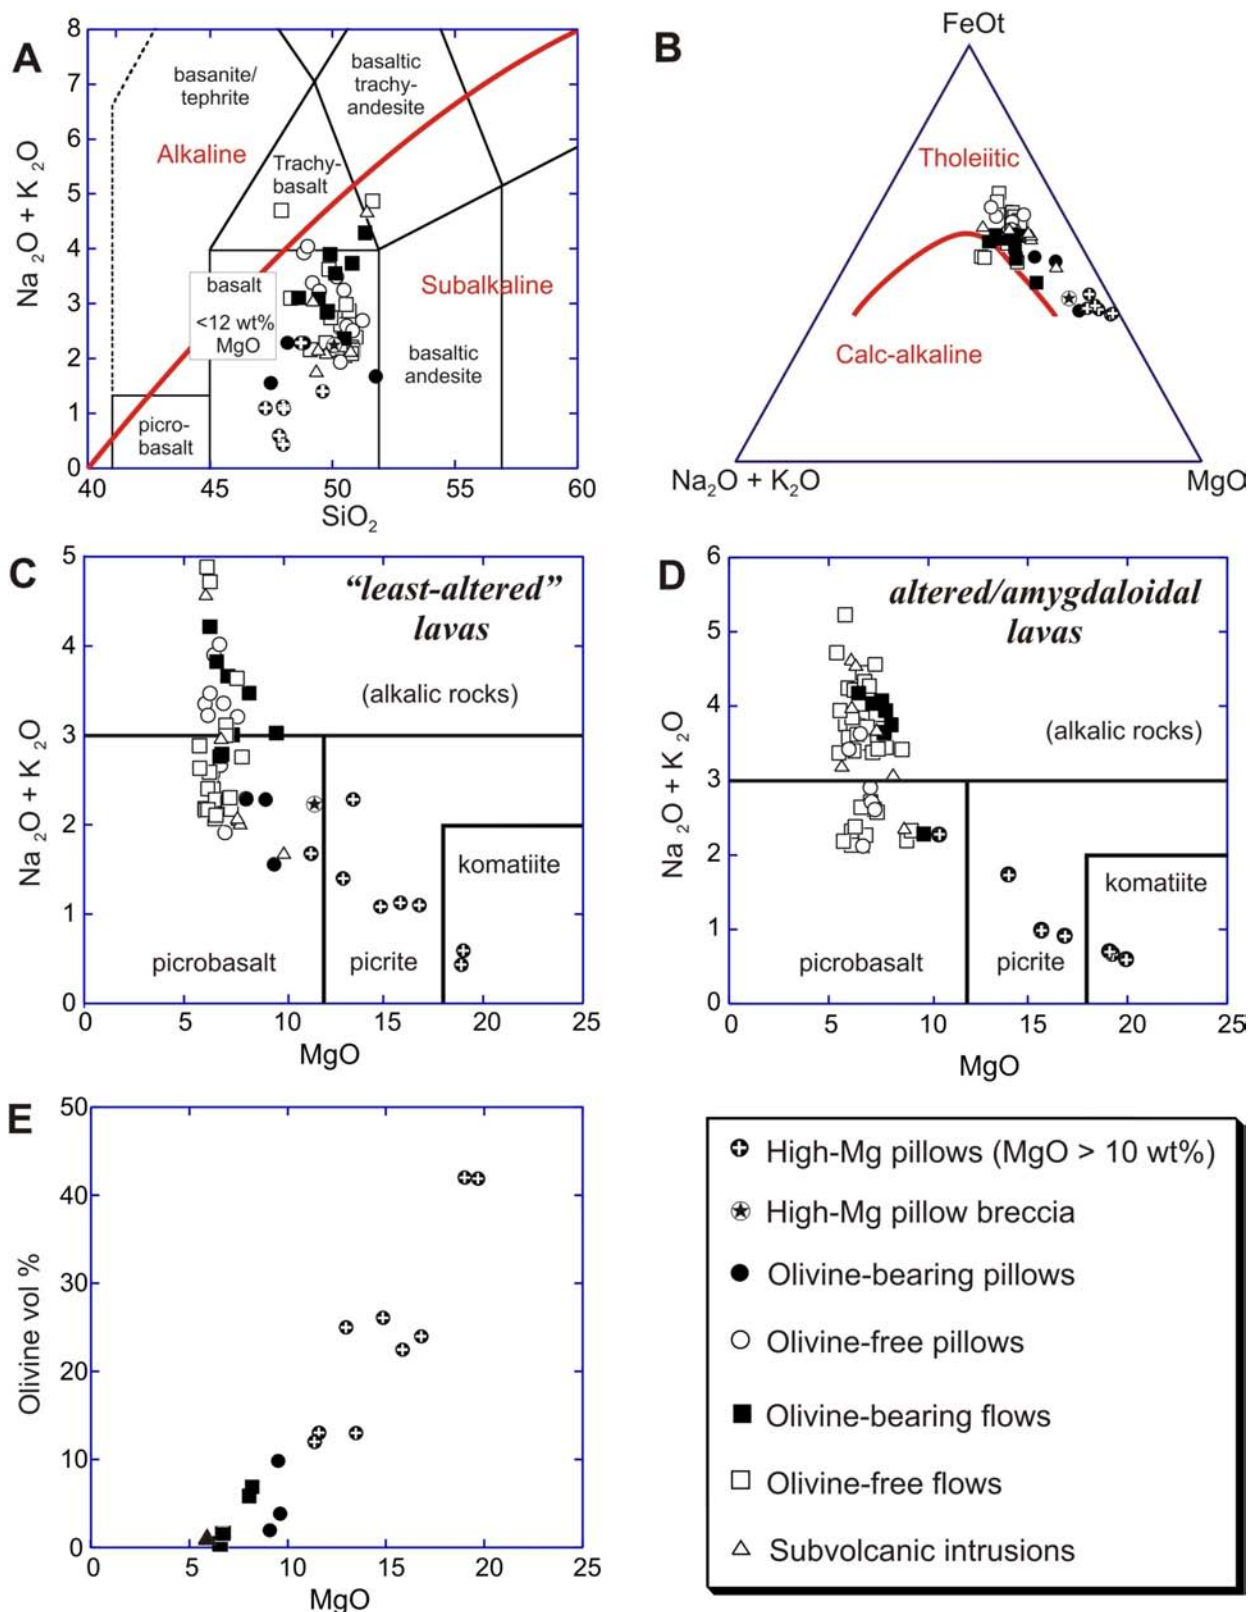 A
8
7
6
5
4
3
2
1
0
Na₂O + K₂O
basanite/
tephrite
basaltic
trachy-
andesite
Alkaline
Trachy-
basalt
basalt
<12 wt%
MgO
Subalkaline
basaltic
andesite
picro-
basalt
40 45 50 55 60
SiO₂
B
FeOt
Tholeiitic
Calc-alkaline
Na₂O + K₂O
MgO
C
5
4
3
2
1
0
Na₂O + K₂O
“least-altered”
lavas
(alkalic rocks)
komatiite
picrobasalt
picrite
0 5 10 15 20 25
MgO
D
6
5
4
3
2
1
0
Na₂O + K₂O
altered/amygdaloidal
lavas
(alkalic rocks)
komatiite
picrobasalt
picrite
0 5 10 15 20 25
MgO
E
50
40
30
20
10
0
Olivine vol %
0 5 10 15 20 25
MgO
High-Mg pillows (MgO > 10 wt%)
High-Mg pillow breccia
Olivine-bearing pillows
Olivine-free pillows
Olivine-bearing flows
Olivine-free flows
Subvolcanic intrusions